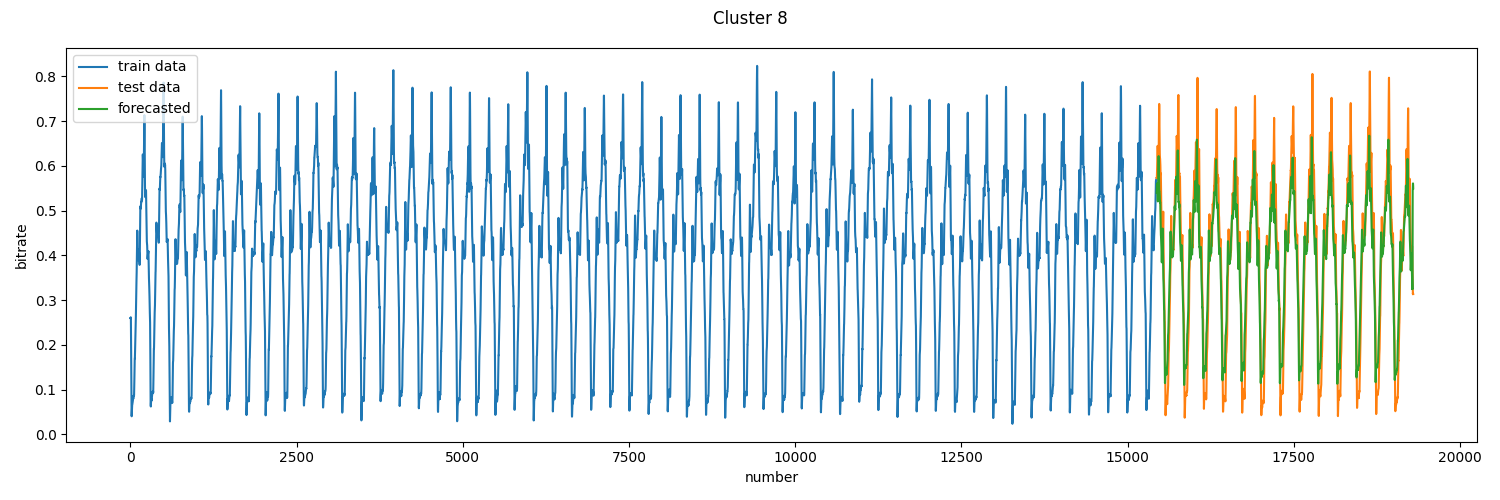 Cluster 8
train data
test data
forecasted
bitrate
0.8
0.7
0.6
0.5
0.4
0.3
0.2
0.1
0.0
0 2500 5000 7500 10000 12500 15000 17500 20000
number